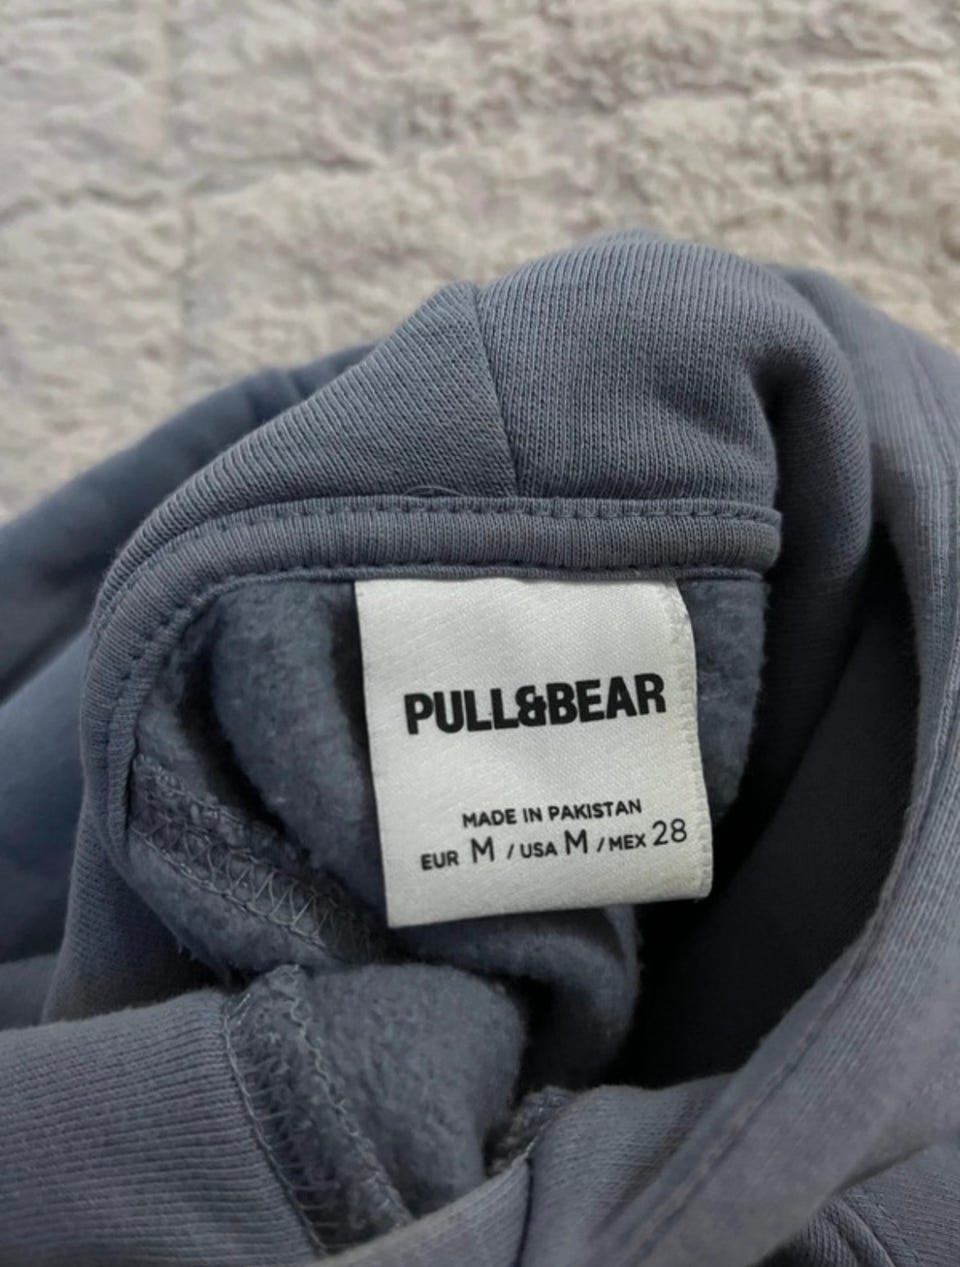 PULL&BEAR
MADE IN PAKISTAN
EUR M / USA M / MEX 28